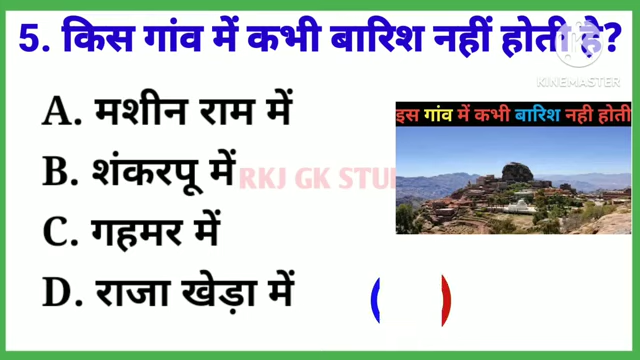 5. किस गांव में कभी बारिश नहीं होती है?
KINEMASTER
A. मशीन राम में
इस गांव में कभी बारिश नही होती
B. शंकरपू में
RKJ GK STU
C. गहमर में
D. राजा खेड़ा में